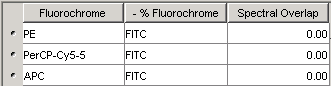 Fluorochrome - % Fluorochrome Spectral Overlap
PE FITC 0.00
PerCP-Cy5-5 FITC 0.00
APC FITC 0.00